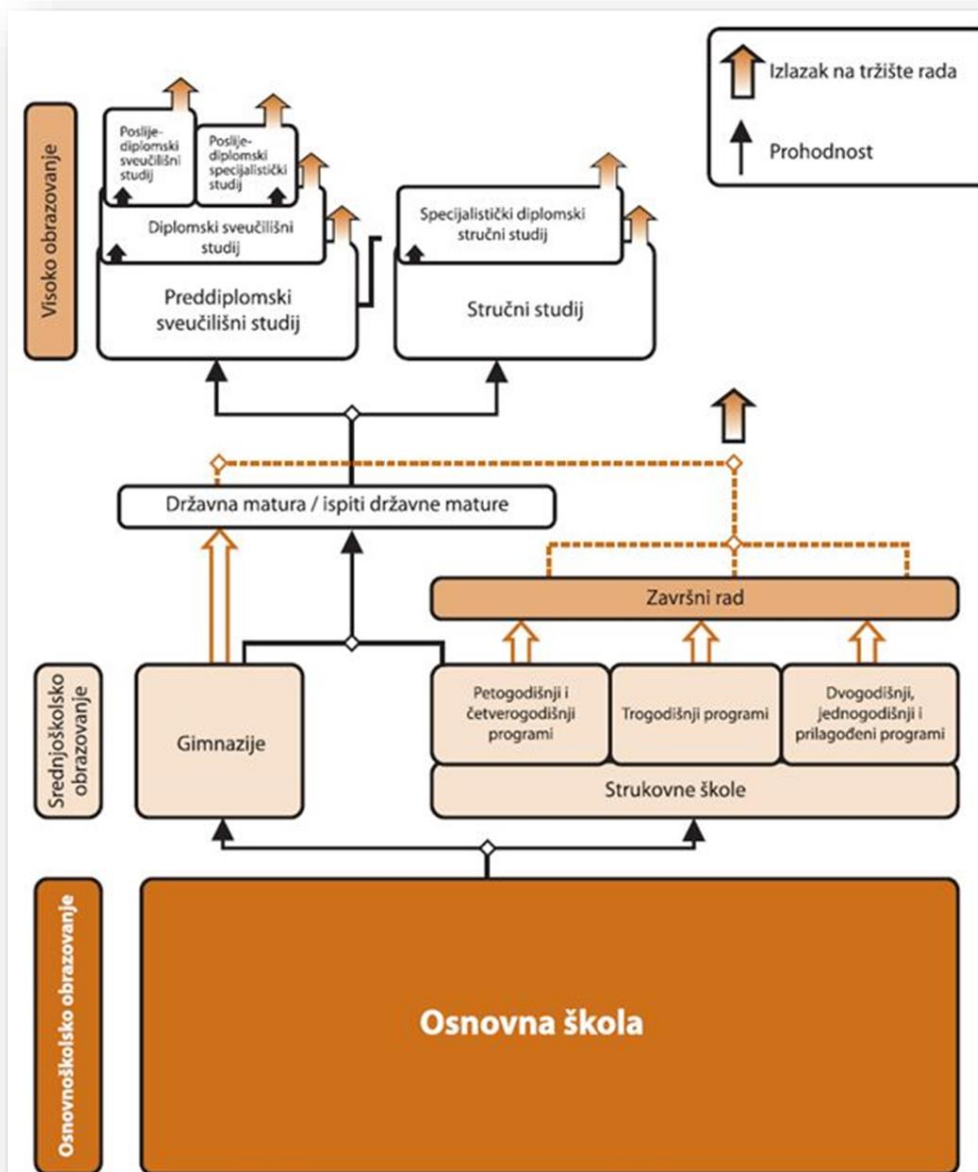 Izlazak na tržište rada
Prohodnost
Visoko obrazovanje
Poslije-
diplomski
sveučilišni
studij
Poslije-
diplomski
specijalistički
studij
Diplomski sveučilišni
studij
Preddiplomski
sveučilišni studij
Specijalistički diplomski
stručni studij
Stručni studij
Državna matura / ispiti državne mature
Završni rad
Srednjoškolsko
obrazovanje
Gimnazije
Petogodišnji i
četverogodišnji
programi
Trogodišnji programi
Dvogodišnji,
jednogodišnji i
prilagođeni programi
Strukovne škole
Osnovnoškolsko obrazovanje
Osnovna škola